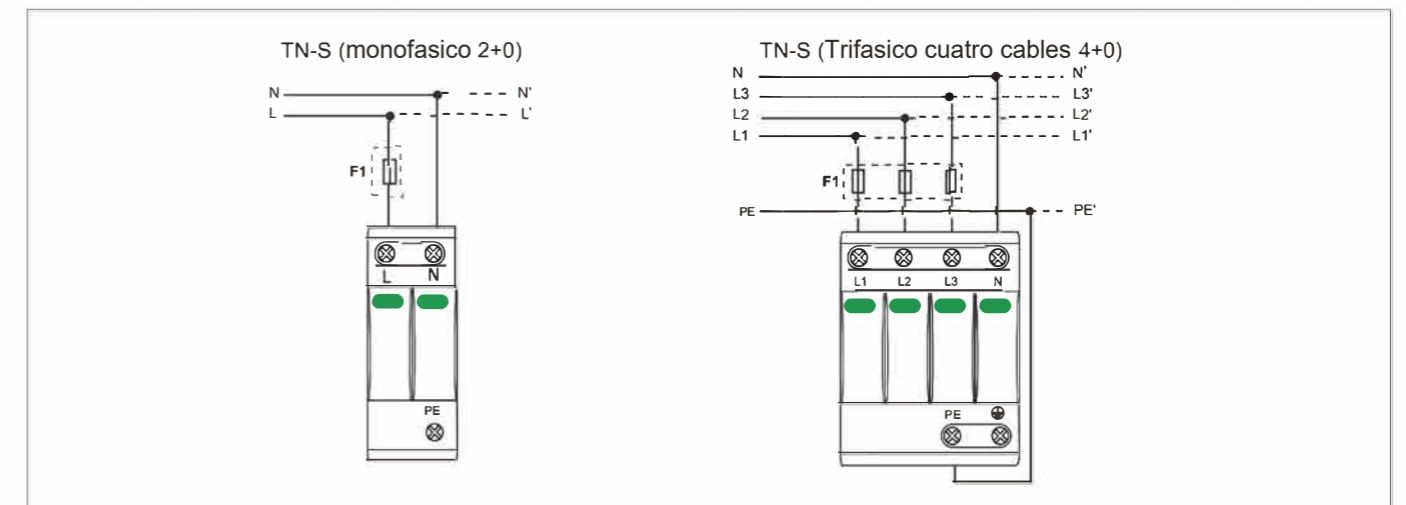 TN-S (monofasico 2+0)
N N'
L L'
F1
L N
PE
TN-S (Trifasico cuatro cables 4+0)
N N'
L3 L3'
L2 L2'
L1 L1'
F1
PE PE'
L1 L2 L3 N
PE